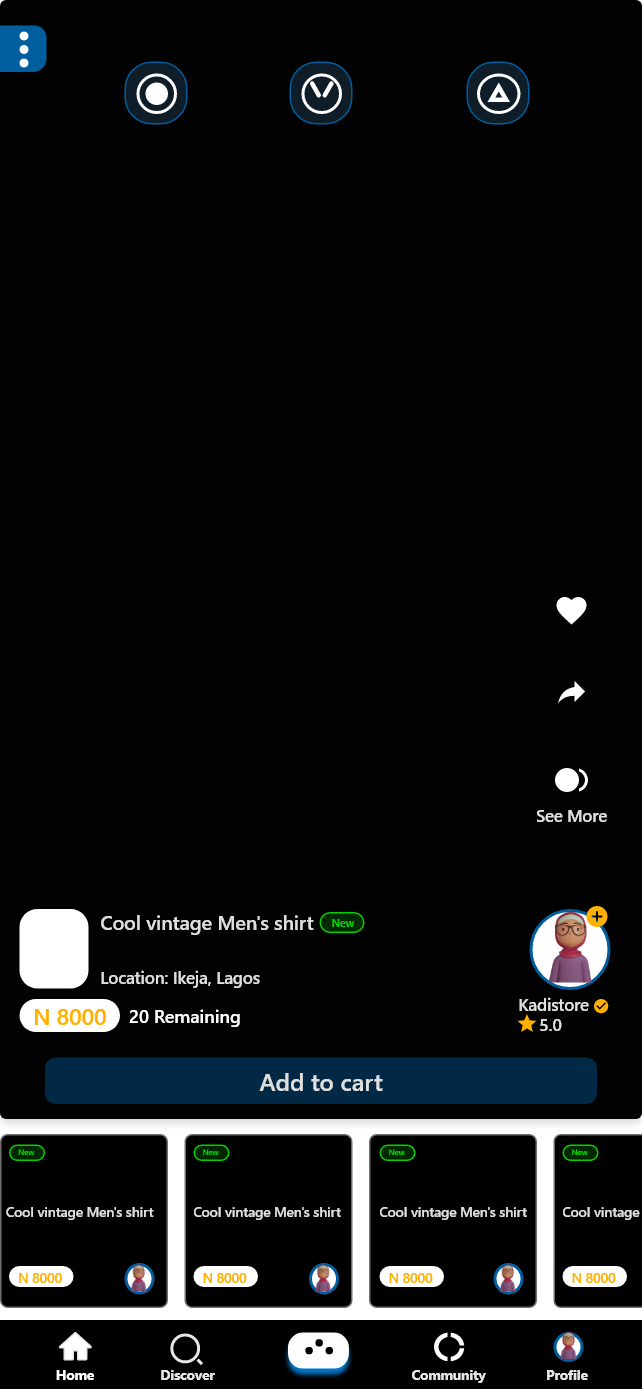 See More
Cool vintage Men's shirt New
Location: Ikeja, Lagos
N 8000 20 Remaining
Kadistore
5.0
Add to cart
New New New New
Cool vintage Men's shirt Cool vintage Men's shirt Cool vintage Men's shirt Cool vintage
N 8000 N 8000 N 8000 N 8000
Home Discover Community Profile